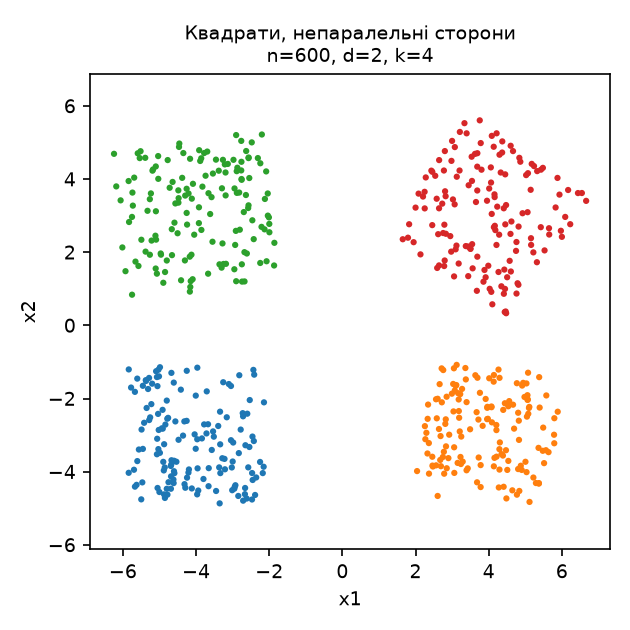 Квадрати, непаралельні сторони
n=600, d=2, k=4
6
4
2
0
−2
−4
−6
x2
−6 −4 −2 0 2 4 6
x1